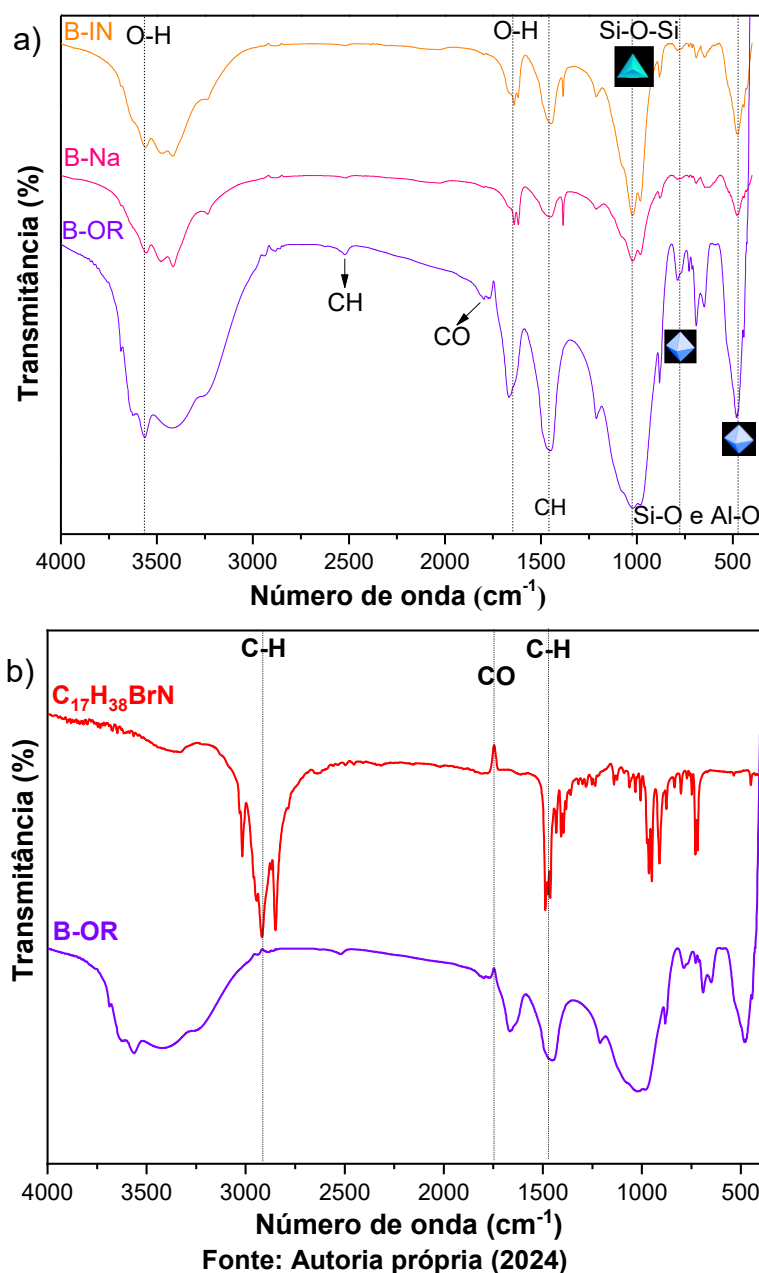 a)
O-H
O-H
Si-O-Si
B-IN
B-Na
B-OR
CH
CO
CH
Si-O e Al-O
Transmitância (%)
4000 3500 3000 2500 2000 1500 1000 500
Número de onda (cm⁻¹)
b)
C-H
CO
C-H
C₁₇H₃₈BrN
B-OR
Transmitância (%)
4000 3500 3000 2500 2000 1500 1000 500
Número de onda (cm⁻¹)
Fonte: Autoria própria (2024)